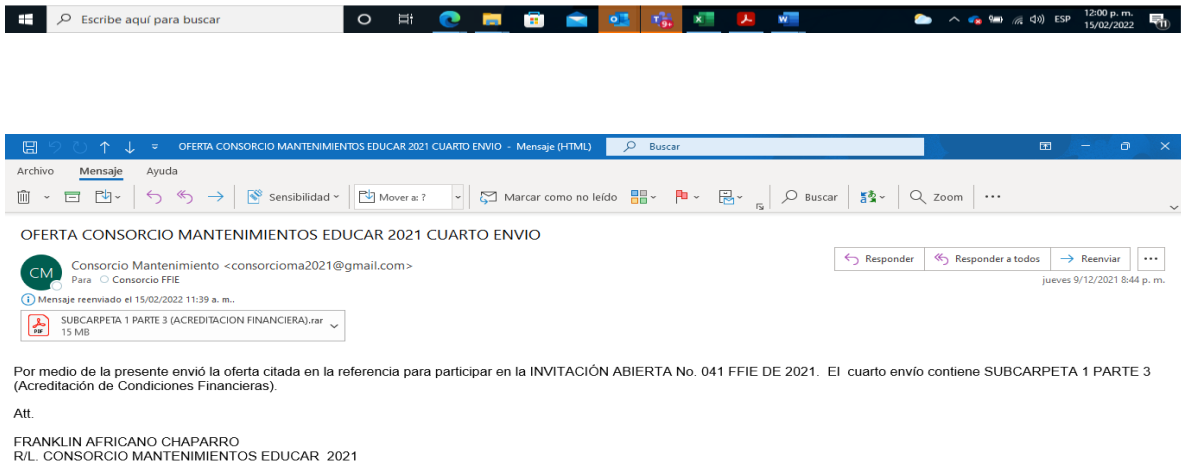 Escribe aquí para buscar
ESP
12:00 p. m.
15/02/2022
OFERTA CONSORCIO MANTENIMIENTOS EDUCAR 2021 CUARTO ENVIO - Mensaje (HTML)
Buscar
Archivo Mensaje Ayuda
Sensibilidad Mover a: ? Marcar como no leído Buscar Zoom
OFERTA CONSORCIO MANTENIMIENTOS EDUCAR 2021 CUARTO ENVIO
CM
Consorcio Mantenimiento <consorcioma2021@gmail.com>
Para Consorcio FFIE
Responder Responder a todos Reenviar
jueves 9/12/2021 8:44 p. m.
Mensaje reenviado el 15/02/2022 11:39 a. m..
SUBCARPETA 1 PARTE 3 (ACREDITACION FINANCIERA).rar
15 MB
Por medio de la presente envió la oferta citada en la referencia para participar en la INVITACIÓN ABIERTA No. 041 FFIE DE 2021. El cuarto envío contiene SUBCARPETA 1 PARTE 3
(Acreditación de Condiciones Financieras).
Att.
FRANKLIN AFRICANO CHAPARRO
R/L. CONSORCIO MANTENIMIENTOS EDUCAR 2021